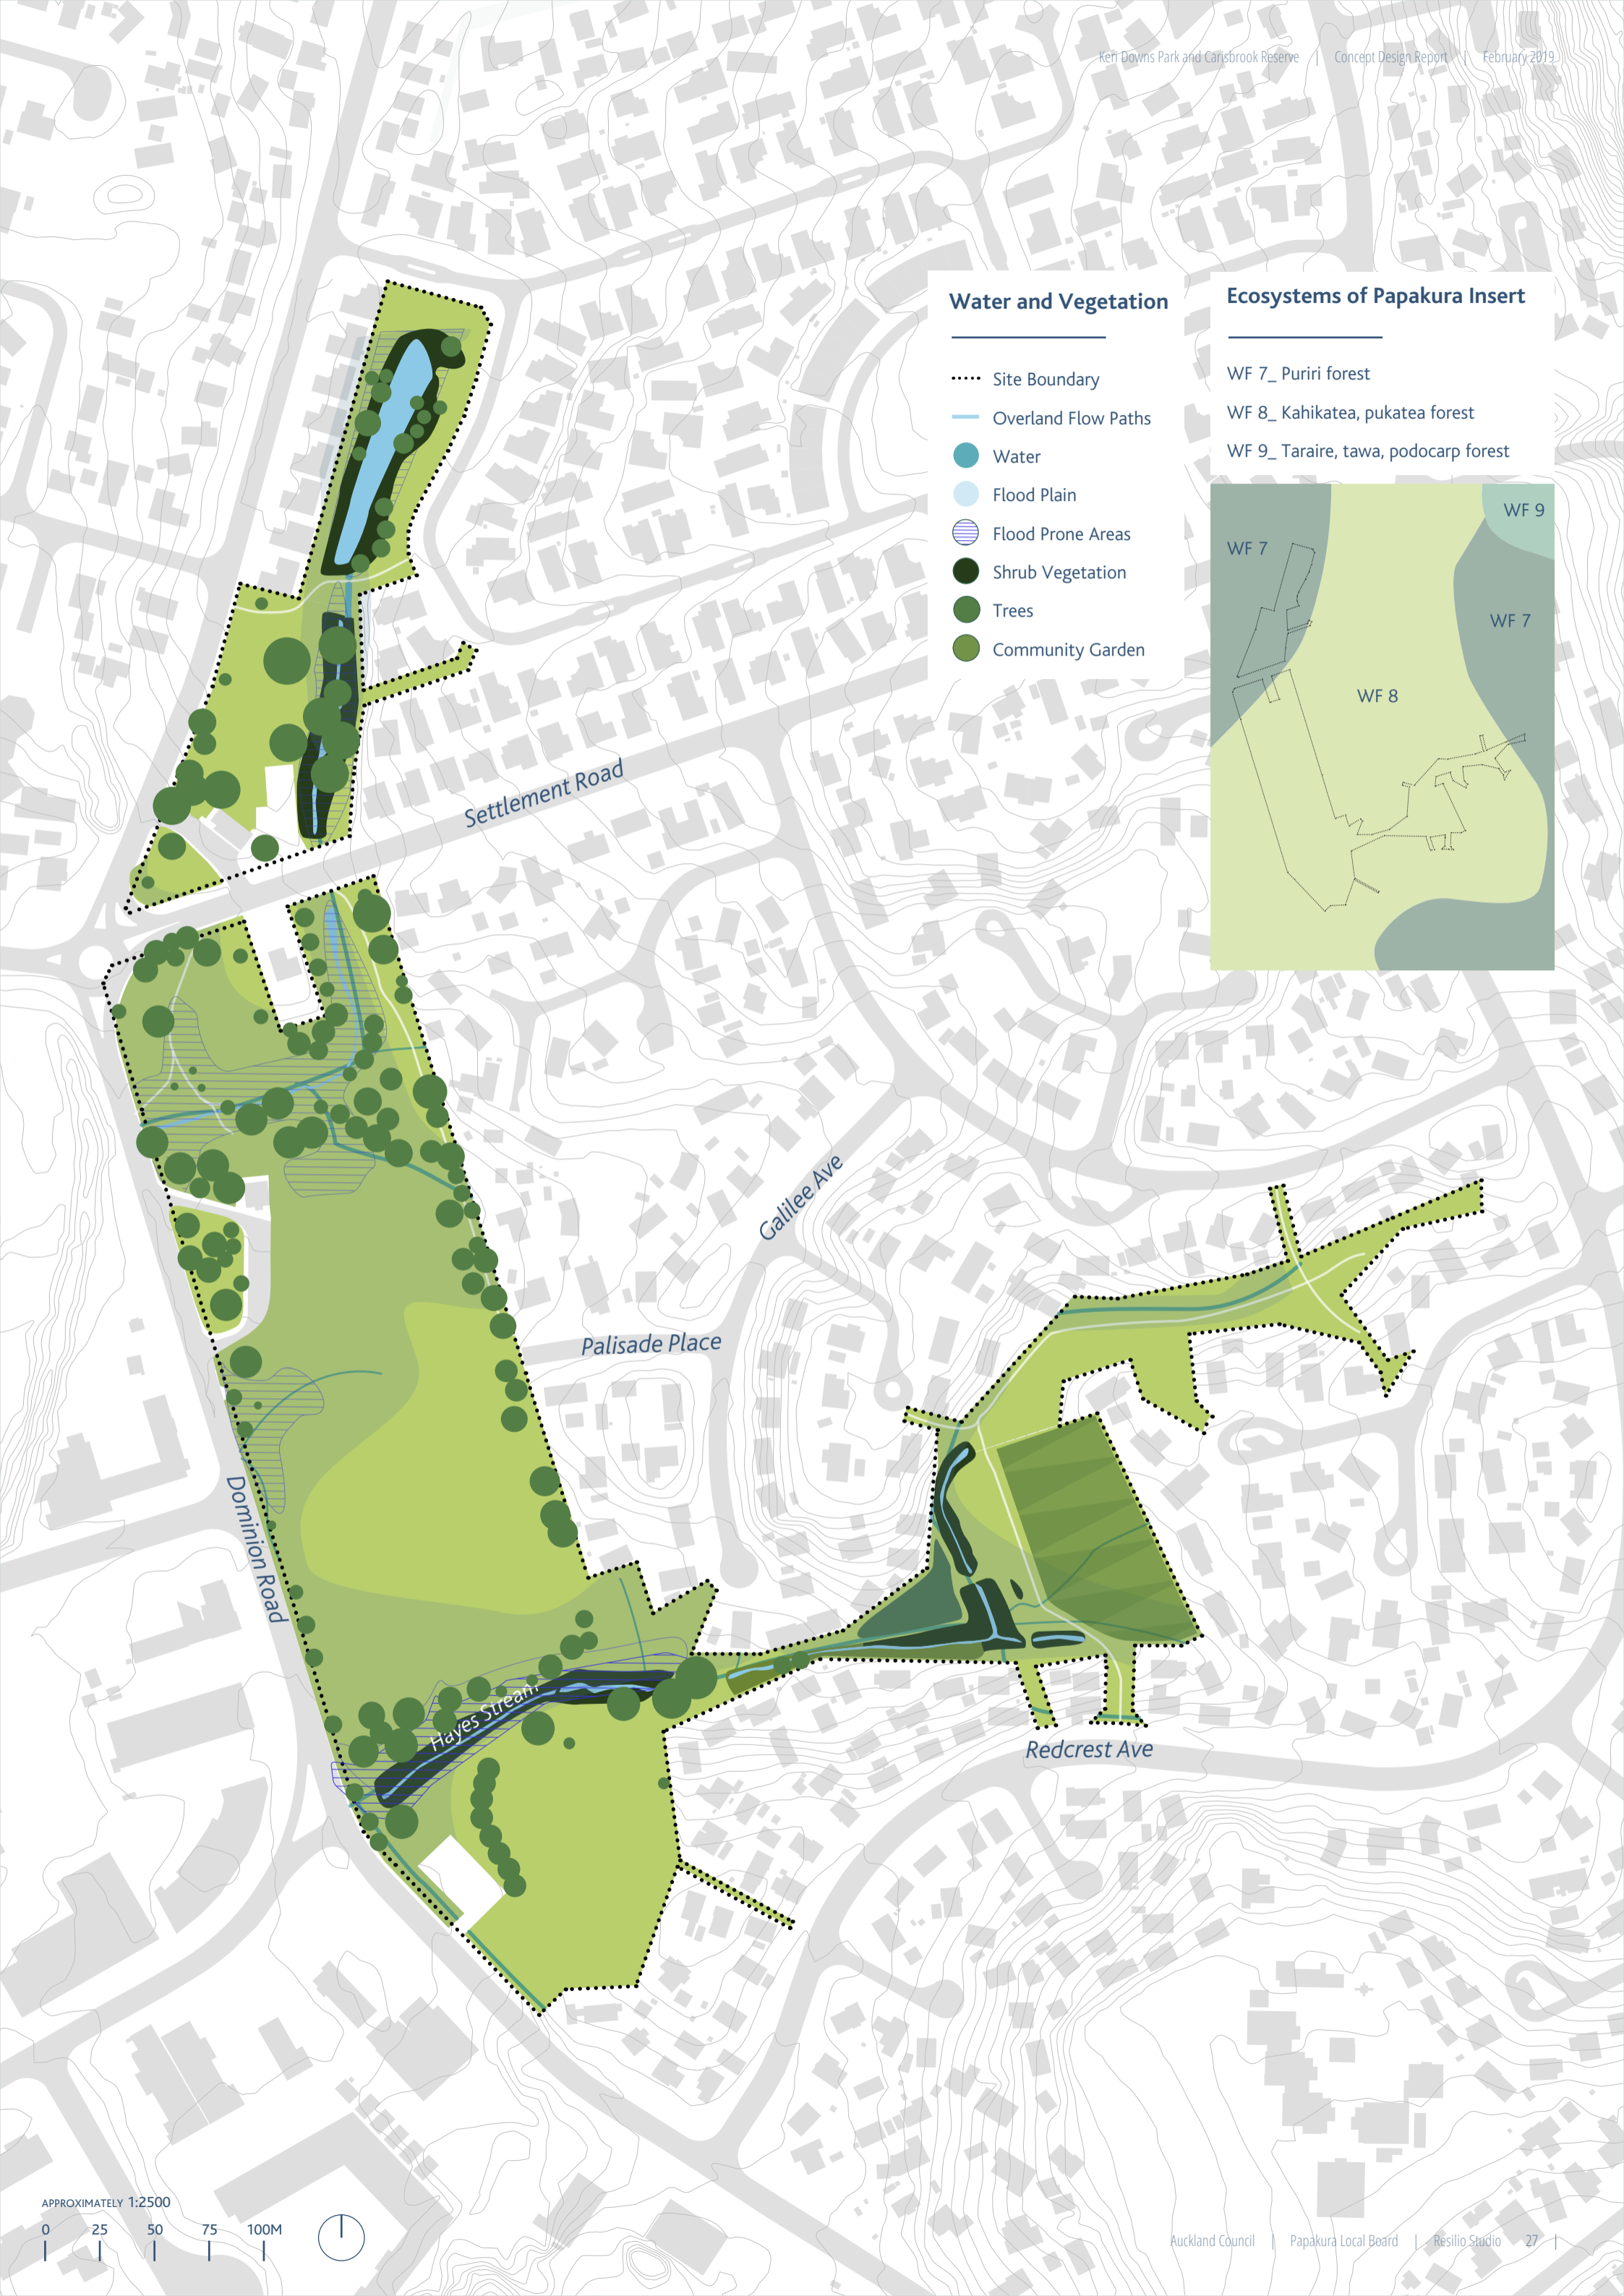 Keri Downs Park and Carisbrook Reserve | Concept Design Report | February 2019
Water and Vegetation
Site Boundary
Overland Flow Paths
Water
Flood Plain
Flood Prone Areas
Shrub Vegetation
Trees
Community Garden
Ecosystems of Papakura Insert
WF 7_ Puriri forest
WF 8_ Kahikatea, pukatea forest
WF 9_ Taraire, tawa, podocarp forest
WF 9
WF 7
WF 7
WF 8
Settlement Road
Galilee Ave
Palisade Place
Dominion Road
Hayes Stream
Redcrest Ave
APPROXIMATELY 1:2500
0 25 50 75 100M
Auckland Council | Papakura Local Board | Resilio Studio 27 |